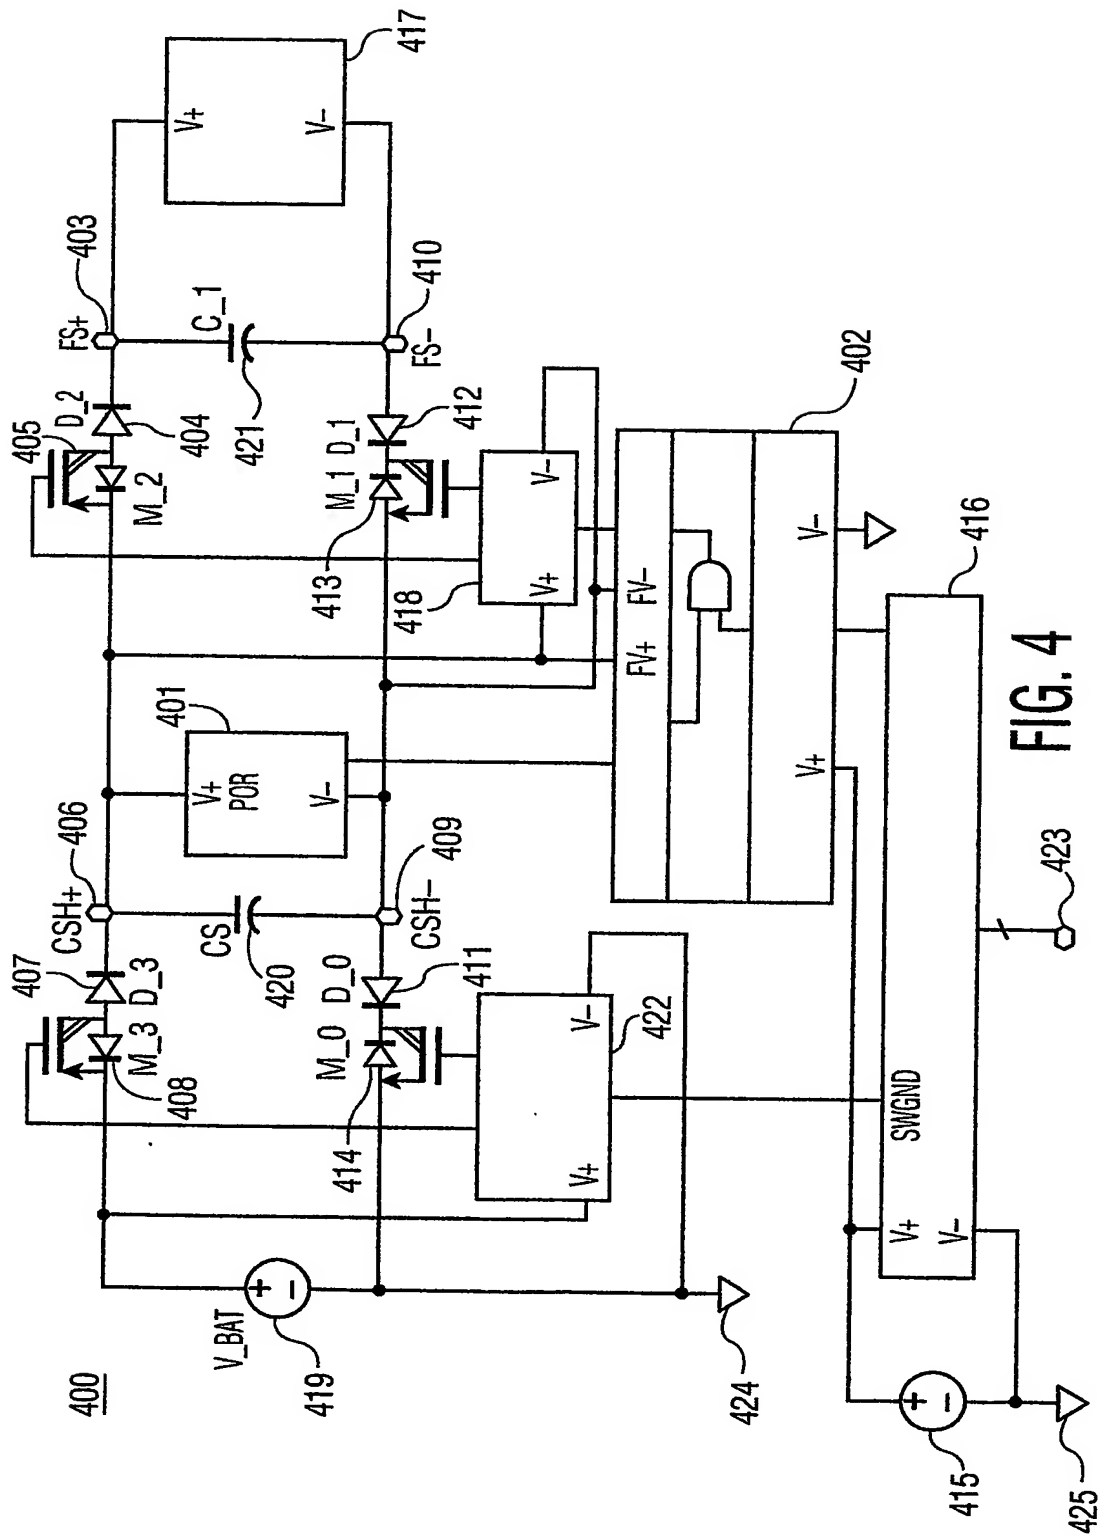 400
V_BAT
+
−
419
424
407
408
M_3
D_3
CSH+
406
CS
420
M_0
D_0
414
411
409
CSH−
V+
V−
422
401
V+
POR
V−
405
M_2
D_2
404
FS+
403
C_1
421
M_1
D_1
413
412
410
FS−
V+
V−
417
418
V+
V−
FV+
FV−
402
V+
V−
416
SWGND
V+
V−
+
−
415
425
423
FIG. 4